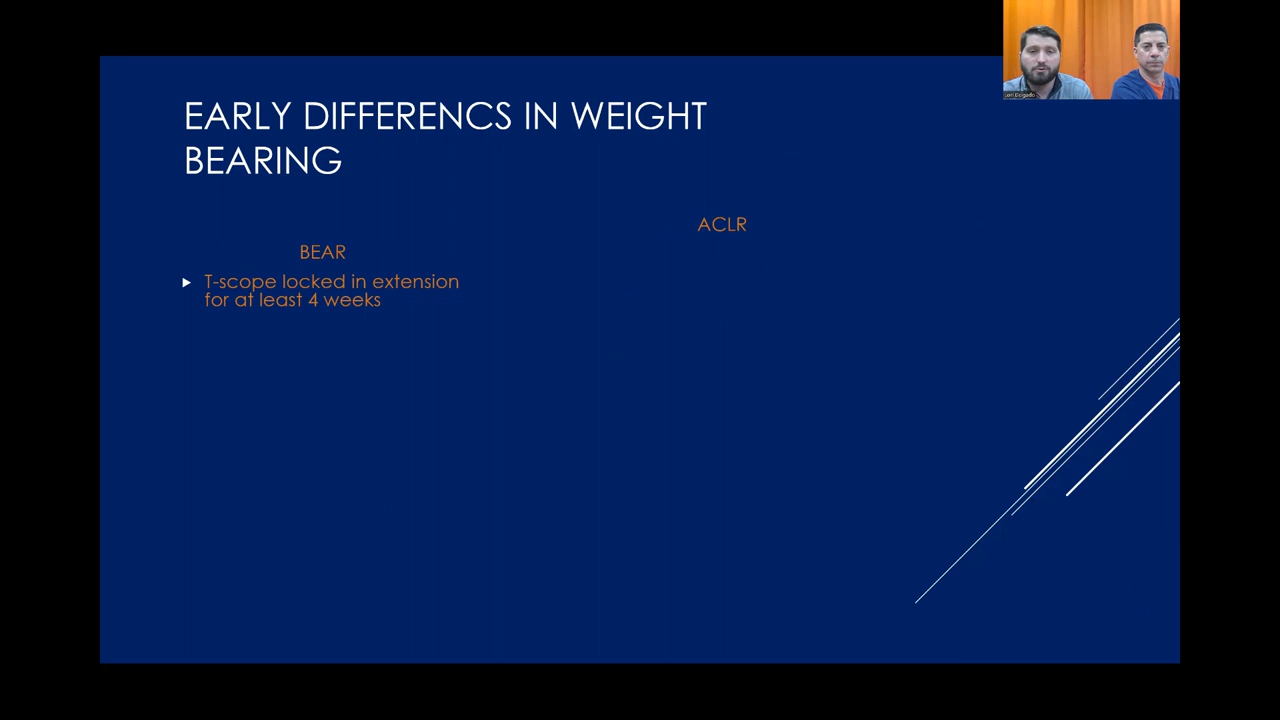 EARLY DIFFERENCS IN WEIGHT
BEARING
ACLR
BEAR
T-scope locked in extension
for at least 4 weeks